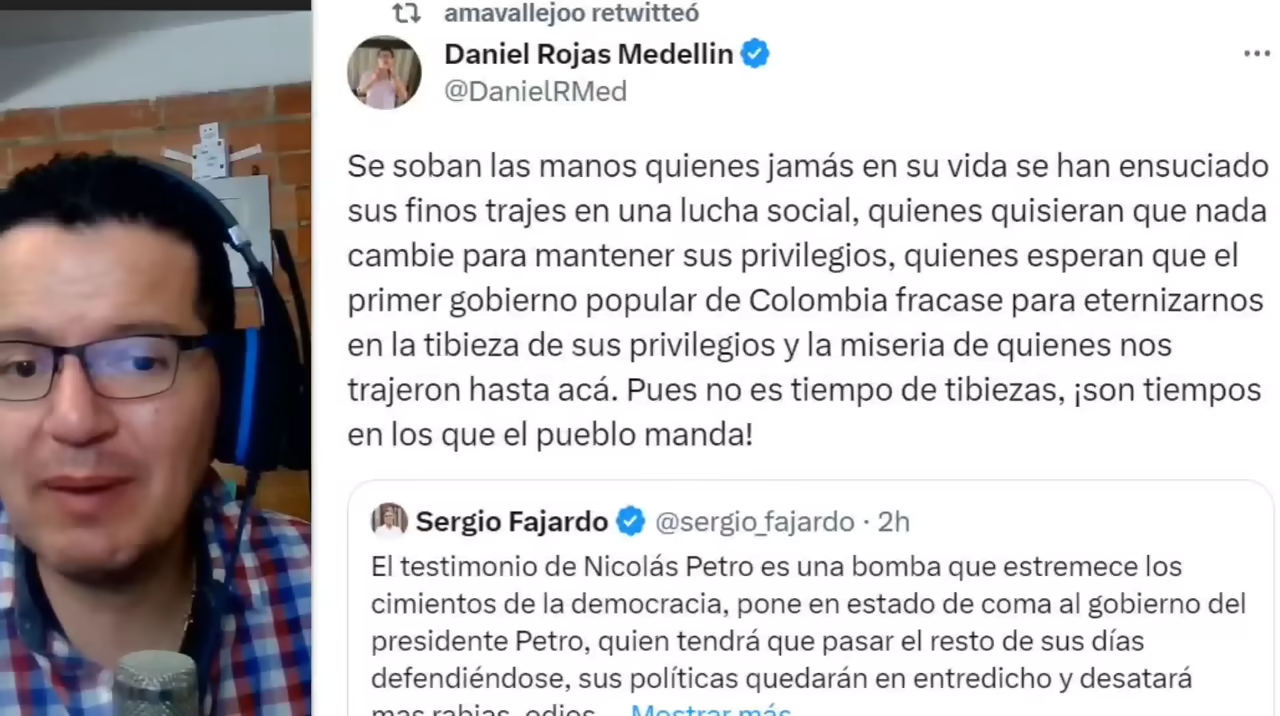 amavallejoo retwitteó
Daniel Rojas Medellin
@DanielRMed
Se soban las manos quienes jamás en su vida se han ensuciado
sus finos trajes en una lucha social, quienes quisieran que nada
cambie para mantener sus privilegios, quienes esperan que el
primer gobierno popular de Colombia fracase para eternizarnos
en la tibieza de sus privilegios y la miseria de quienes nos
trajeron hasta acá. Pues no es tiempo de tibiezas, ¡son tiempos
en los que el pueblo manda!
Sergio Fajardo @sergio_fajardo · 2h
El testimonio de Nicolás Petro es una bomba que estremece los
cimientos de la democracia, pone en estado de coma al gobierno del
presidente Petro, quien tendrá que pasar el resto de sus días
defendiéndose, sus políticas quedarán en entredicho y desatará
mas rabias, odios... Mostrar más